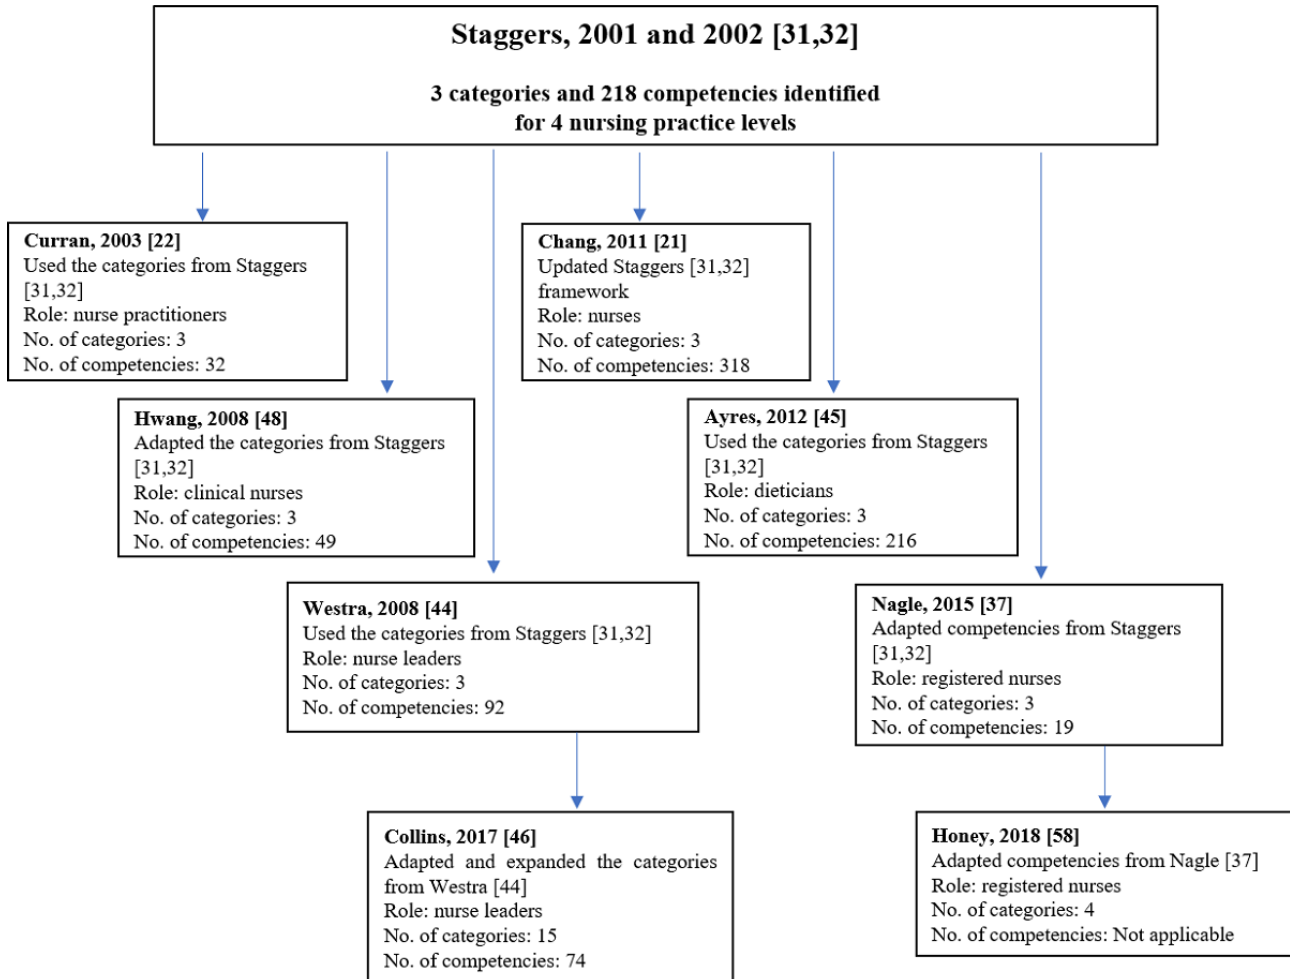 Staggers, 2001 and 2002 [31,32]
3 categories and 218 competencies identified
for 4 nursing practice levels
Curran, 2003 [22]
Used the categories from Staggers
[31,32]
Role: nurse practitioners
No. of categories: 3
No. of competencies: 32
Chang, 2011 [21]
Updated Staggers [31,32]
framework
Role: nurses
No. of categories: 3
No. of competencies: 318
Hwang, 2008 [48]
Adapted the categories from Staggers
[31,32]
Role: clinical nurses
No. of categories: 3
No. of competencies: 49
Ayres, 2012 [45]
Used the categories from Staggers
[31,32]
Role: dieticians
No. of categories: 3
No. of competencies: 216
Westra, 2008 [44]
Used the categories from Staggers [31,32]
Role: nurse leaders
No. of categories: 3
No. of competencies: 92
Nagle, 2015 [37]
Adapted competencies from Staggers
[31,32]
Role: registered nurses
No. of categories: 3
No. of competencies: 19
Collins, 2017 [46]
Adapted and expanded the categories
from Westra [44]
Role: nurse leaders
No. of categories: 15
No. of competencies: 74
Honey, 2018 [58]
Adapted competencies from Nagle [37]
Role: registered nurses
No. of categories: 4
No. of competencies: Not applicable